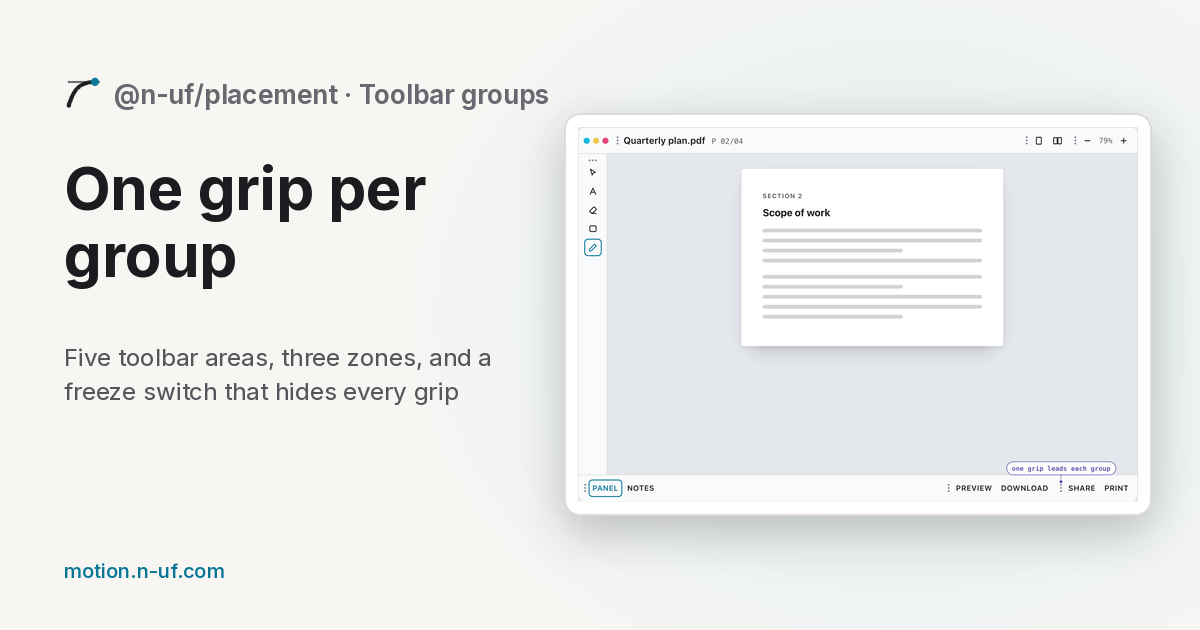 @n-uf/placement · Toolbar groups
One grip per
group
Five toolbar areas, three zones, and a
freeze switch that hides every grip
motion.n-uf.com
Quarterly plan.pdf P 02/04
79%
A
SECTION 2
Scope of work
one grip leads each group
PANEL NOTES
PREVIEW DOWNLOAD SHARE PRINT